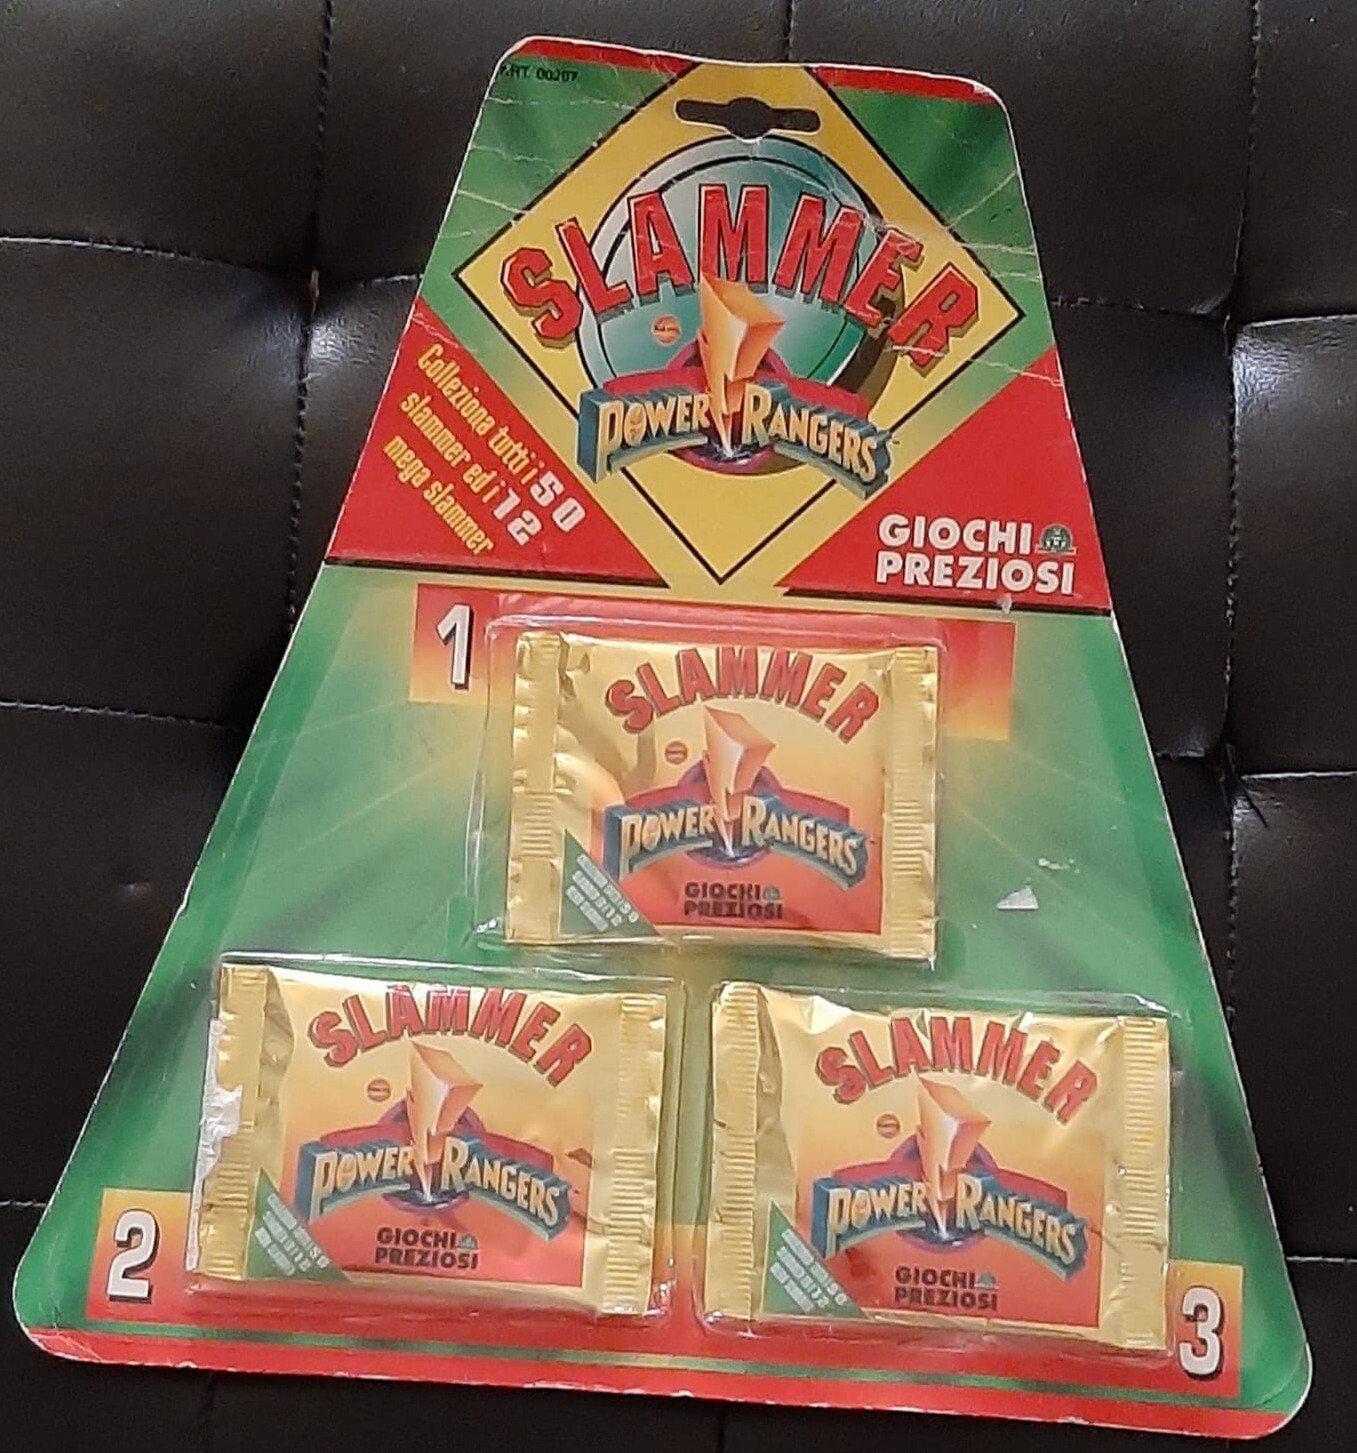 ART. 00207
SLAMMER
POWER RANGERS
Colleziona tutti i 50
slammer ed i 12
mega slammer
GIOCHI
PREZIOSI
1
SLAMMER
POWER RANGERS
GIOCHI
PREZIOSI
SLAMMER
POWER RANGERS
GIOCHI
PREZIOSI
2
SLAMMER
POWER RANGERS
GIOCHI
PREZIOSI
3